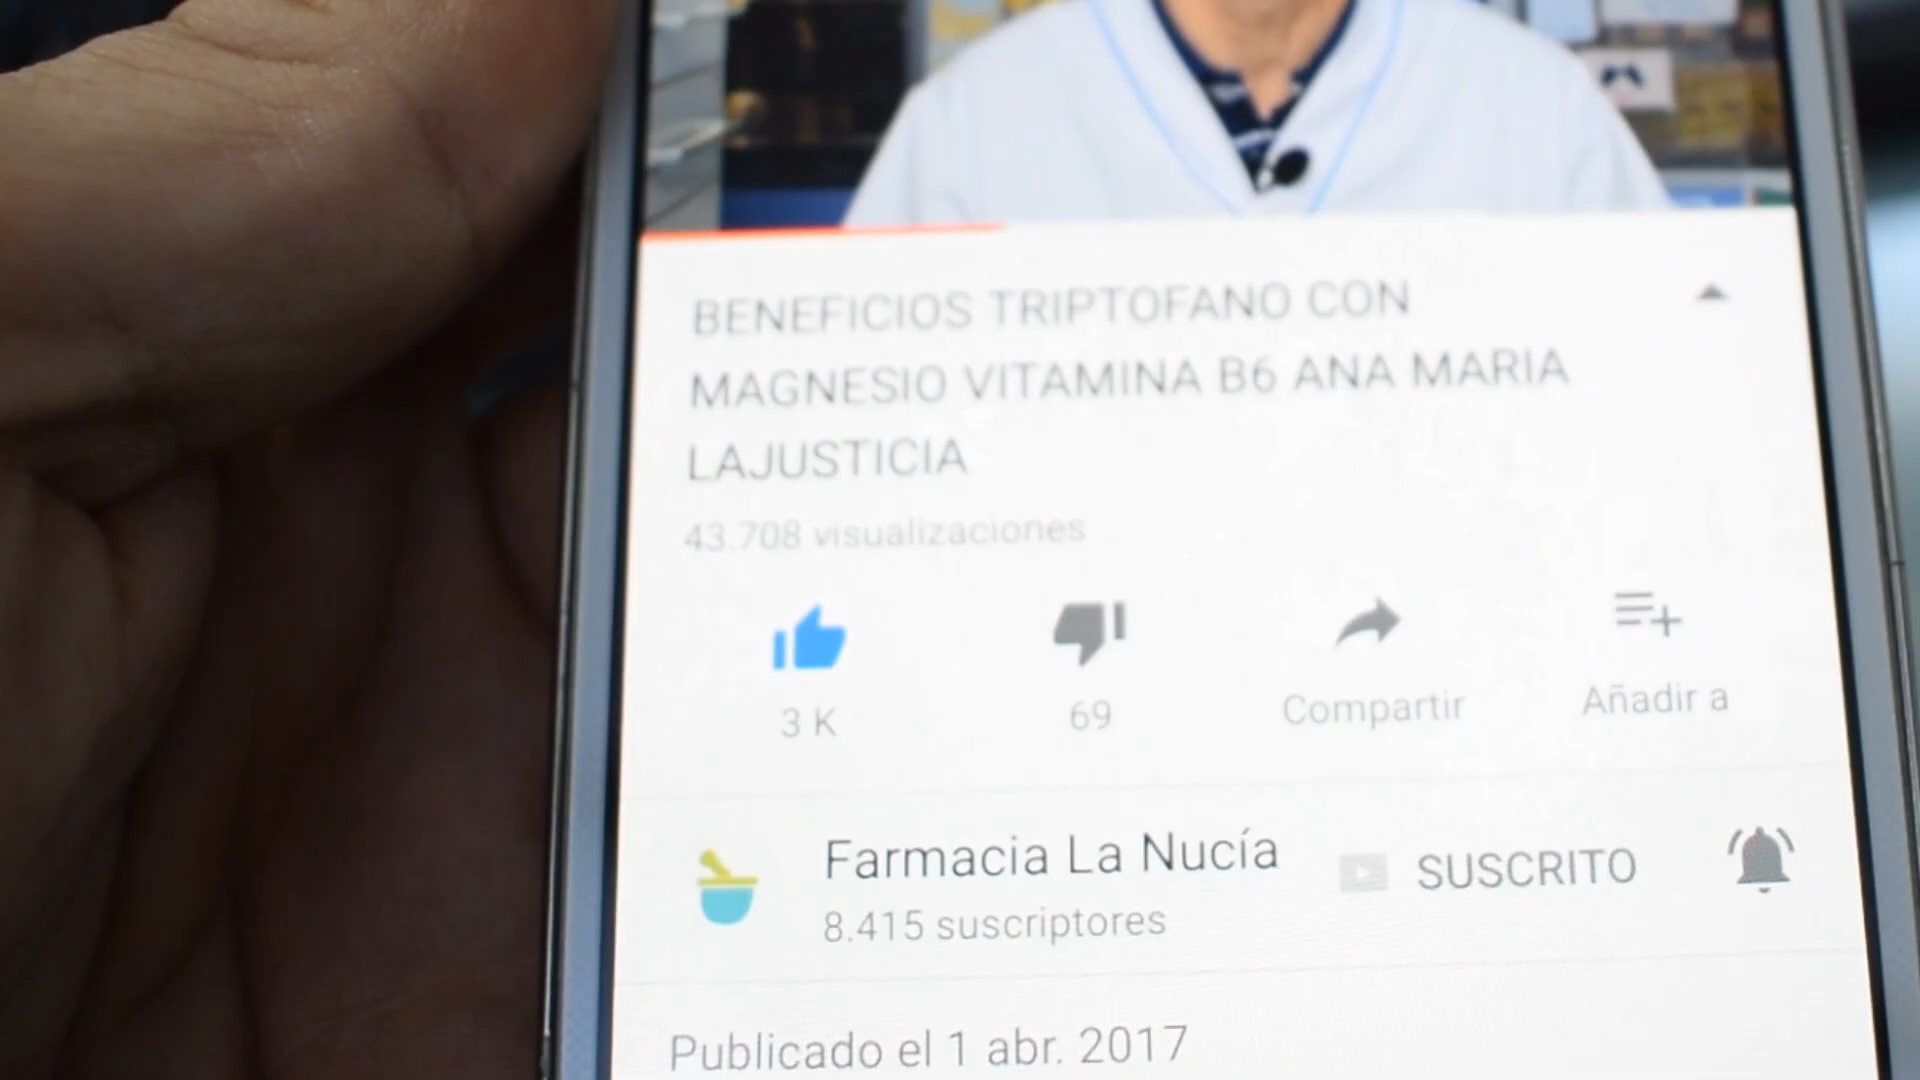 BENEFICIOS TRIPTOFANO CON
MAGNESIO VITAMINA B6 ANA MARIA
LAJUSTICIA
43.708 visualizaciones
3 K
69
Compartir
Añadir a
Farmacia La Nucía
SUSCRITO
8.415 suscriptores
Publicado el 1 abr. 2017